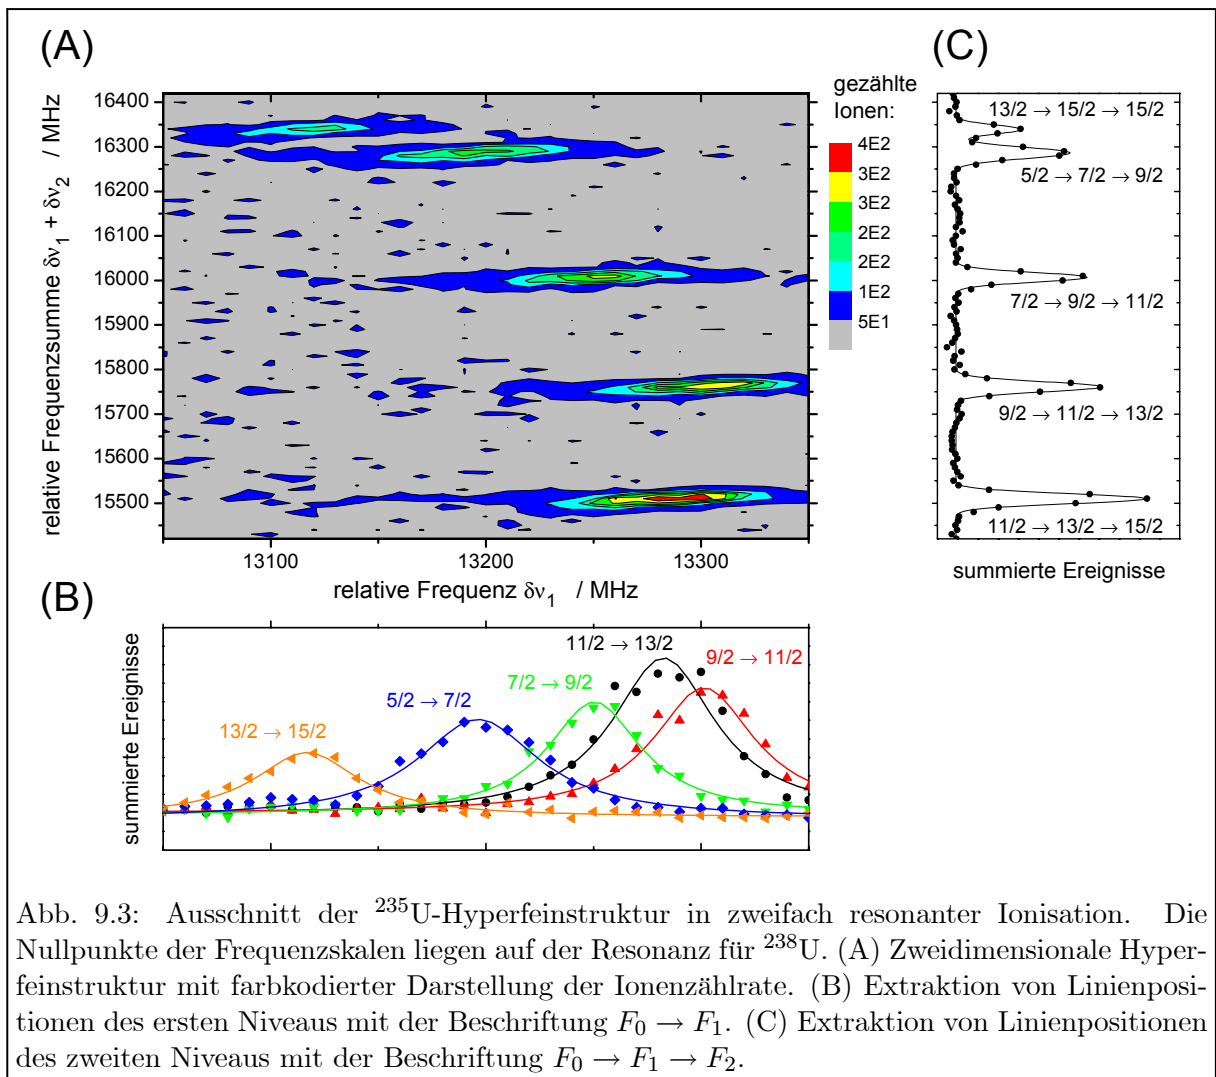 (A)
(C)
gezählte
Ionen:
4E2
3E2
3E2
2E2
2E2
1E2
5E1
relative Frequenzsumme δν₁ + δν₂ / MHz
16400
16300
16200
16100
16000
15900
15800
15700
15600
15500
13100
13200
13300
relative Frequenz δν₁ / MHz
13/2 → 15/2 → 15/2
5/2 → 7/2 → 9/2
7/2 → 9/2 → 11/2
9/2 → 11/2 → 13/2
11/2 → 13/2 → 15/2
summierte Ereignisse
(B)
summierte Ereignisse
11/2 → 13/2
9/2 → 11/2
7/2 → 9/2
5/2 → 7/2
13/2 → 15/2
Abb. 9.3: Ausschnitt der ²³⁵U-Hyperfeinstruktur in zweifach resonanter Ionisation. Die
Nullpunkte der Frequenzskalen liegen auf der Resonanz für ²³⁸U. (A) Zweidimensionale Hyper-
feinstruktur mit farbkodierter Darstellung der Ionenzählrate. (B) Extraktion von Linienposi-
tionen des ersten Niveaus mit der Beschriftung F₀ → F₁. (C) Extraktion von Linienpositionen
des zweiten Niveaus mit der Beschriftung F₀ → F₁ → F₂.